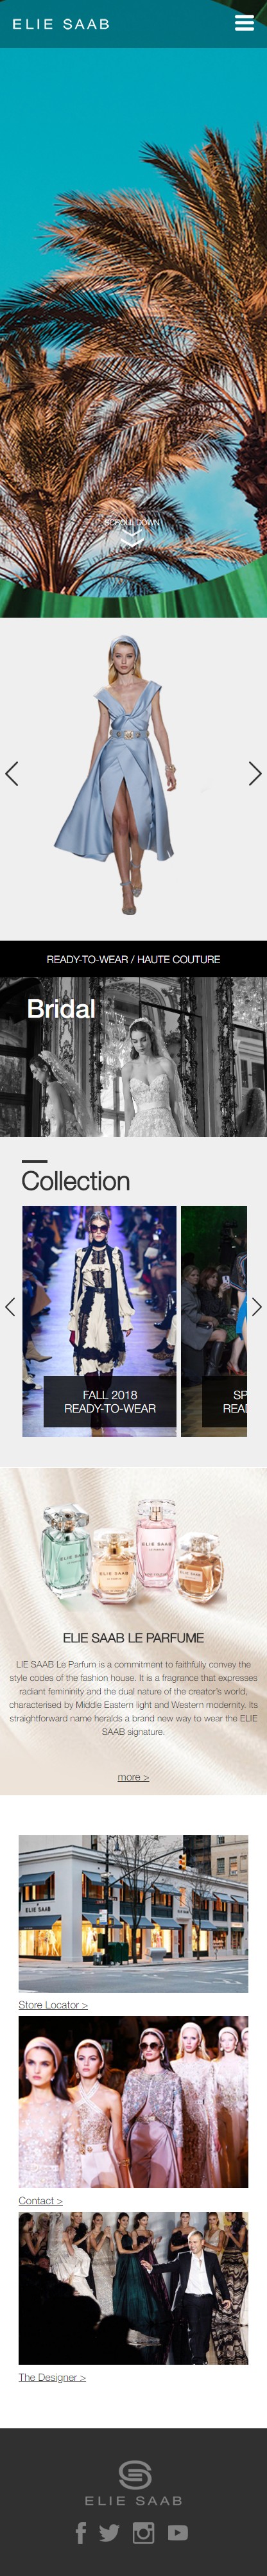 ELIE SAAB
SCROLL DOWN
READY-TO-WEAR / HAUTE COUTURE
Bridal
Collection
FALL 2018
READY-TO-WEAR
SP
REA
ELIE SAAB
ELIE SAAB
ELIE SAAB
ELIE SAAB
ELIE SAAB LE PARFUME
LIE SAAB Le Parfum is a commitment to faithfully convey the
style codes of the fashion house. It is a fragrance that expresses
radiant femininity and the dual nature of the creator's world,
characterised by Middle Eastern light and Western modernity. Its
straightforward name heralds a brand new way to wear the ELIE
SAAB signature.
more >
ELIE SAAB
Store Locator >
Contact >
The Designer >
ELIE SAAB